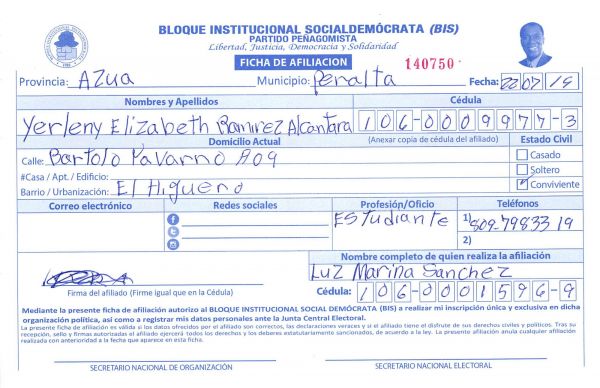 BLOQUE INSTITUCIONAL SOCIALDEMÓCRATA (BIS)
PARTIDO PEÑAGOMISTA
Libertad, Justicia, Democracia y Solidaridad
FICHA DE AFILIACION 140750
Provincia: AZua Municipio: Peralta Fecha: 22/07/19
Nombres y Apellidos Cédula
Yerleny Elizabeth Ramirez Alcantara 106-0009977-3
Domicilio Actual (Anexar copia de cédula del afiliado) Estado Civil
Calle: Bartolo Navarno A09 Casado
#Casa / Apt. / Edificio: Soltero
Barrio / Urbanización: El Higuero Conviviente
Correo electrónico Redes sociales Profesión/Oficio Teléfonos
EStudiante 1) 809-7983319
2)
Nombre completo de quien realiza la afiliación
Luz Marina Sanchez
Firma del afiliado (Firme igual que en la Cédula) Cédula: 106-0001596-9
Mediante la presente ficha de afiliación autorizo al BLOQUE INSTITUCIONAL SOCIAL DEMÓCRATA (BIS) a realizar mi inscripción única y exclusiva en dicha
organización política, así como a registrar mis datos personales ante la Junta Central Electoral.
La presente ficha de afiliación es válida si los datos ofrecidos por el afiliado son correctos, las declaraciones veraces y si el afiliado tiene el disfrute de sus derechos civiles y políticos. Tras su
recepción, sello y firmas autorizadas el afiliado ejercerá todos los derechos y los deberes estatutariamente sancionados, de acuerdo a la ley. La presente afiliación anula cualquier afiliación
realizada con anterioridad a la fecha que aparece en esta ficha.
SECRETARIO NACIONAL DE ORGANIZACIÓN SECRETARIO NACIONAL ELECTORAL